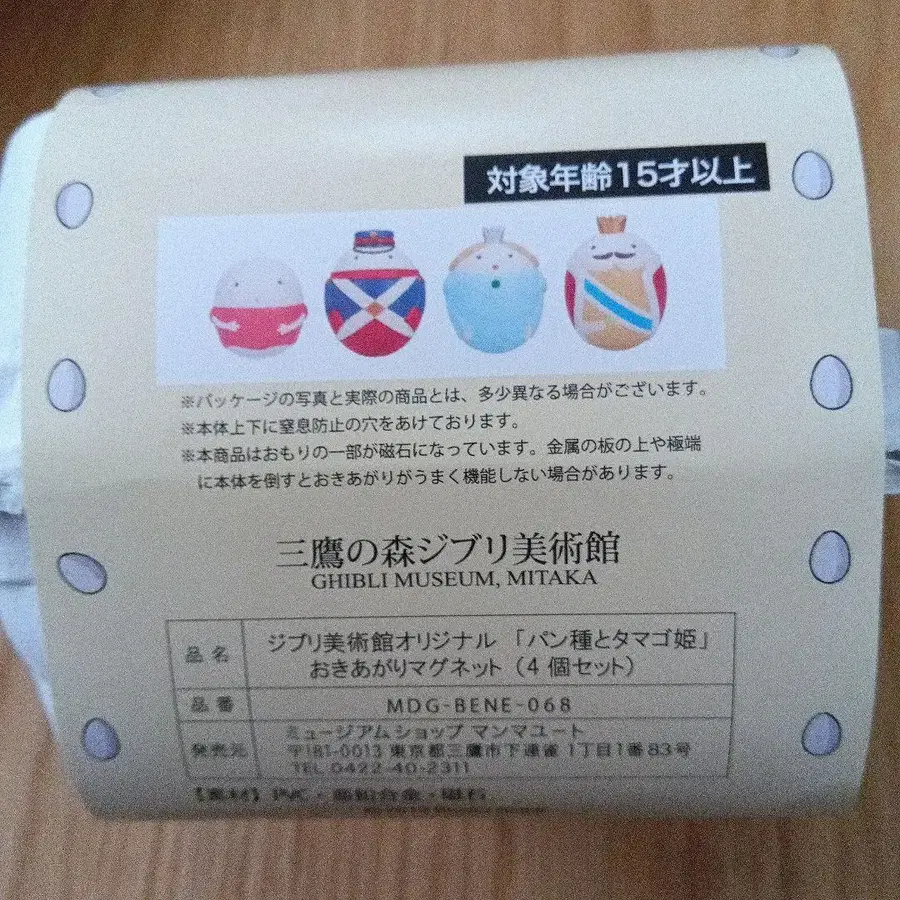 対象年齢15才以上
※パッケージの写真と実際の商品とは、多少異なる場合がございます。
※本体上下に窒息防止の穴をあけております。
※本商品はおもりの一部が磁石になっています。金属の板の上や極端
に本体を倒すとおきあがりがうまく機能しない場合があります。
三鷹の森ジブリ美術館
GHIBLI MUSEUM, MITAKA
品名 ジブリ美術館オリジナル 「パン種とタマゴ姫」
おきあがりマグネット（4個セット）
品番 MDG-BENE-068
発売元 ミュージアムショップ マンマユート
〒181-0013 東京都三鷹市下連雀 1丁目1番83号
TEL 0422-40-2311
【素材】PVC・亜鉛合金・磁石